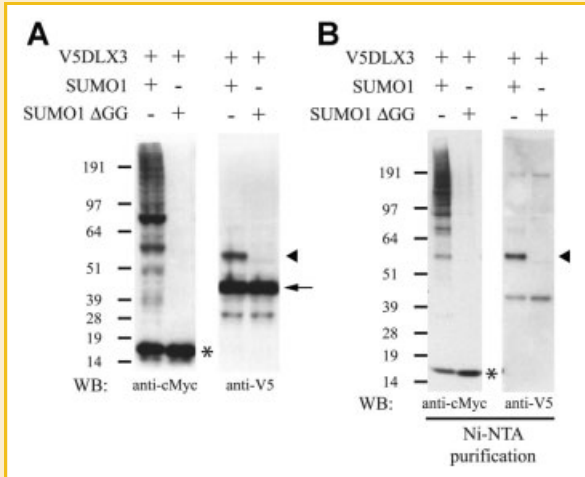 A
V5DLX3 + + + +
SUMO1 + - + -
SUMO1 ΔGG - + - +
191
97
64
51
39
28
19
14
*
WB: anti-cMyc anti-V5
B
V5DLX3 + + + +
SUMO1 + - + -
SUMO1 ΔGG - + - +
191
97
64
51
39
28
19
14
*
WB: anti-cMyc anti-V5
Ni-NTA
purification